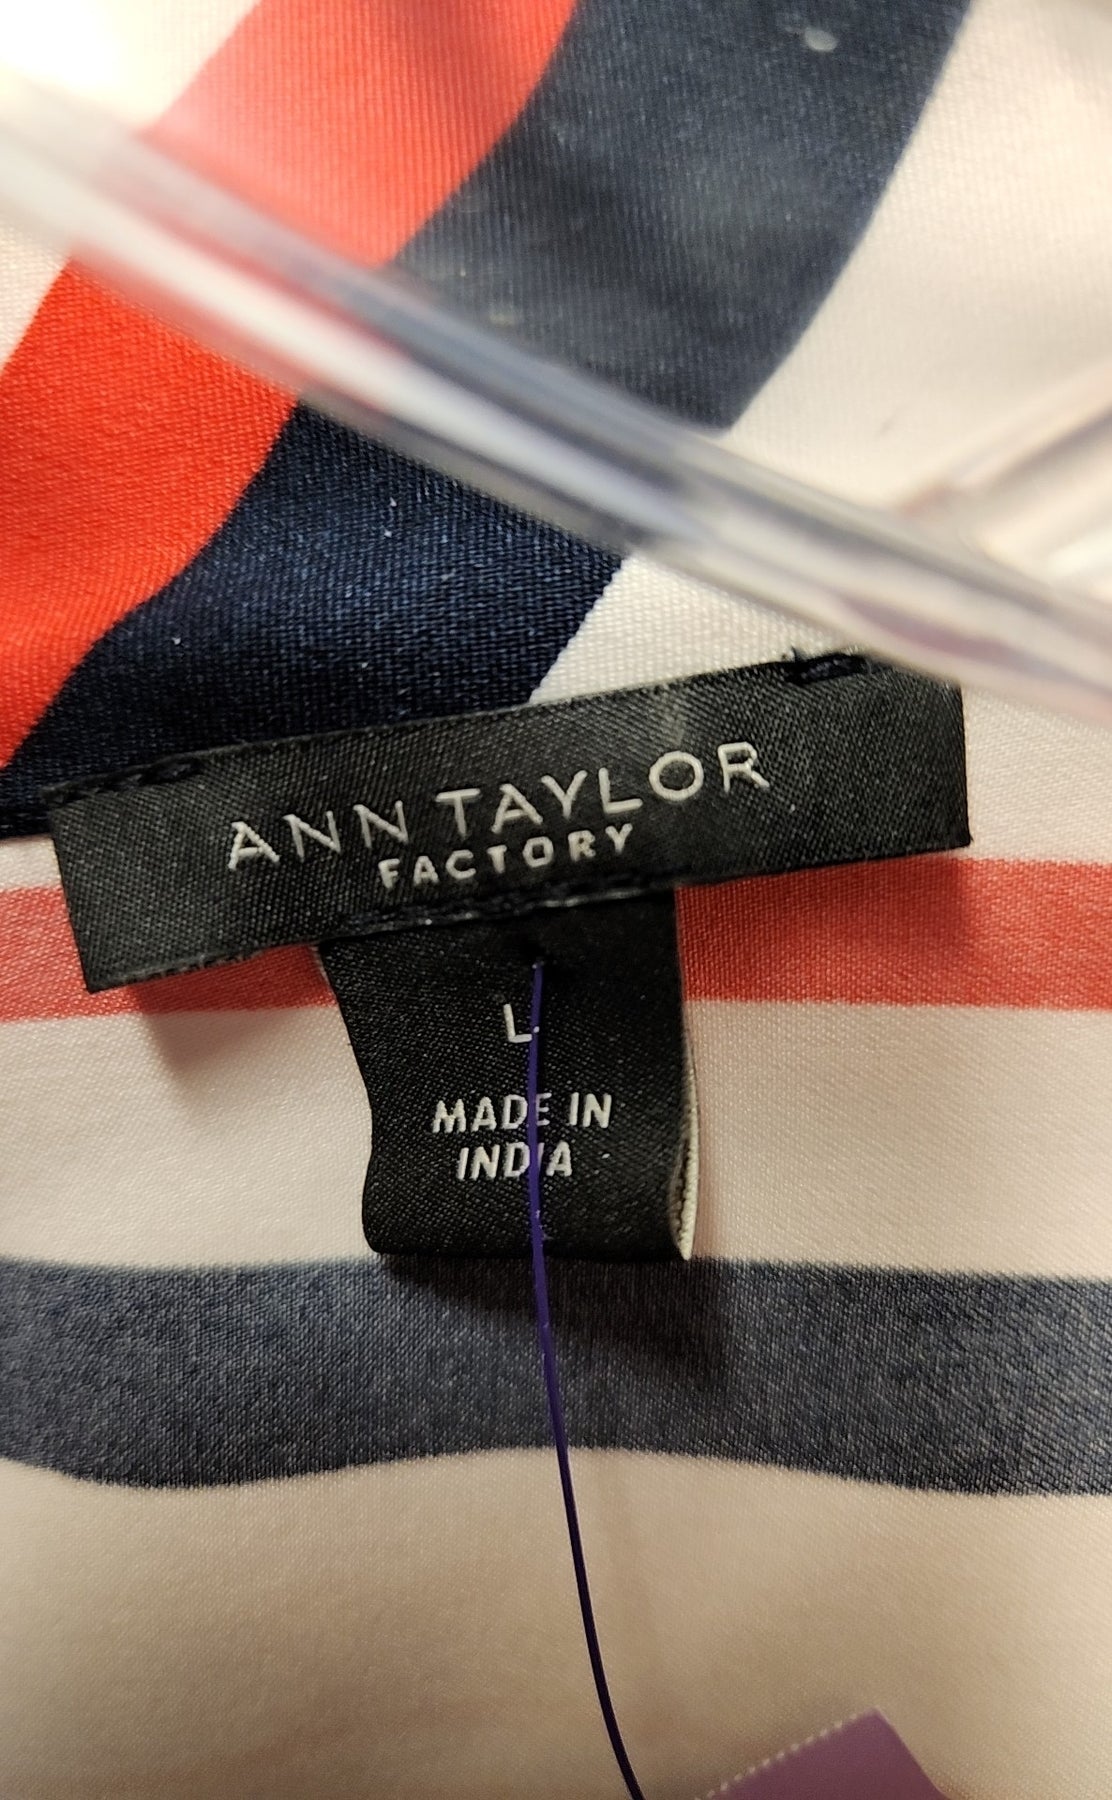 ANN TAYLOR
FACTORY
L
MADE IN
INDIA